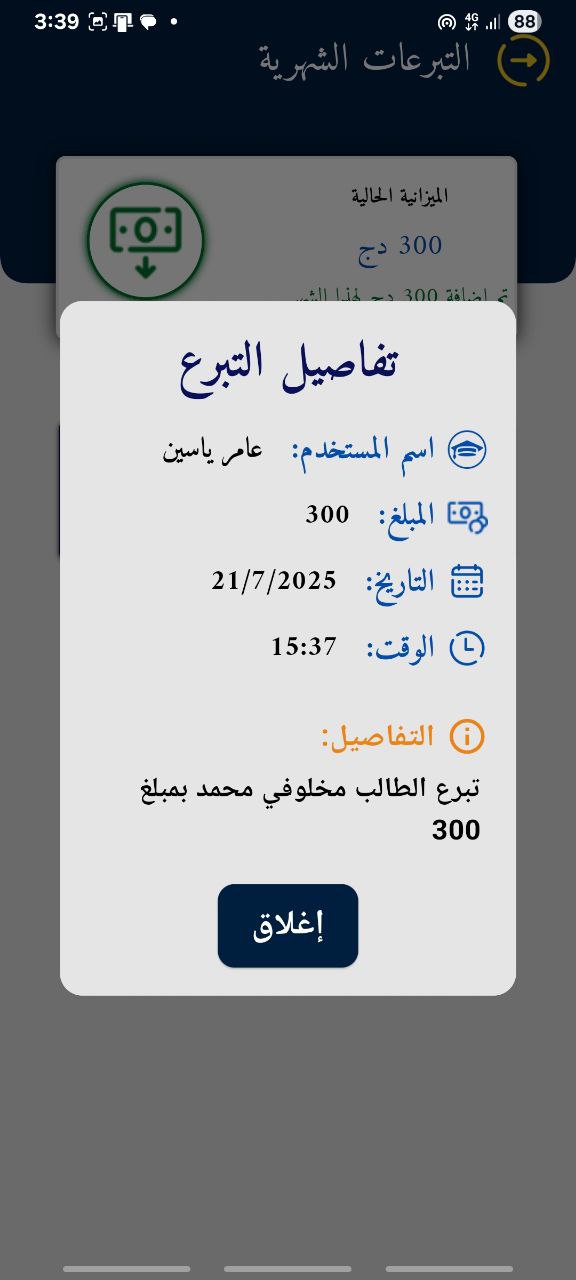 3:39
4G
88
التبرعات الشهرية
الميزانية الحالية
300 دج
تم اضافة 300 دج لهذا الشهر
تفاصيل التبرع
اسم المستخدم: عامر ياسين
المبلغ: 300
التاريخ: 21/7/2025
الوقت: 15:37
التفاصيل:
تبرع الطالب مخلوفي محمد بمبلغ
300
إغلاق